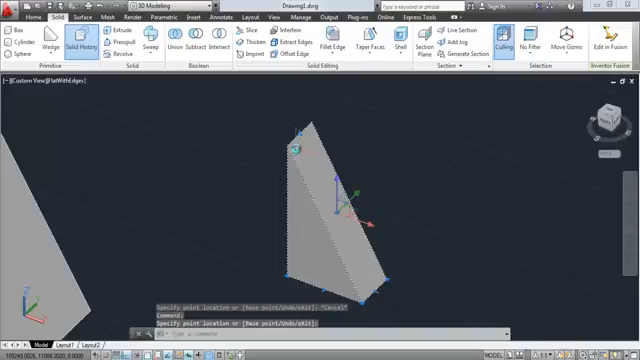 3D Modeling
Drawing1.dwg
Sign In
Home Solid Surface Mesh Render Parametric Insert Annotate View Manage Output Plug-ins Online Express Tools
Box
Cylinder
Sphere
Wedge
Solid History
Extrude
Presspull
Revolve
Sweep
Union Subtract Intersect
Slice
Thicken
Imprint
Interfere
Extract Edges
Offset Edge
Fillet Edge
Taper Faces
Shell
Section Plane
Live Section
Add Jog
Generate Section
Culling
No Filter
Move Gizmo
Edit in Fusion
Primitive
Solid
Boolean
Solid Editing
Section
Selection
Inventor Fusion
[−][Custom View][FlatWithEdges]
Specify point location or [Base point/Undo/eXit]: *Cancel*
Command:
Specify point location or [Base point/Undo/eXit]:
Type a command
Model Layout1 Layout2
MODEL